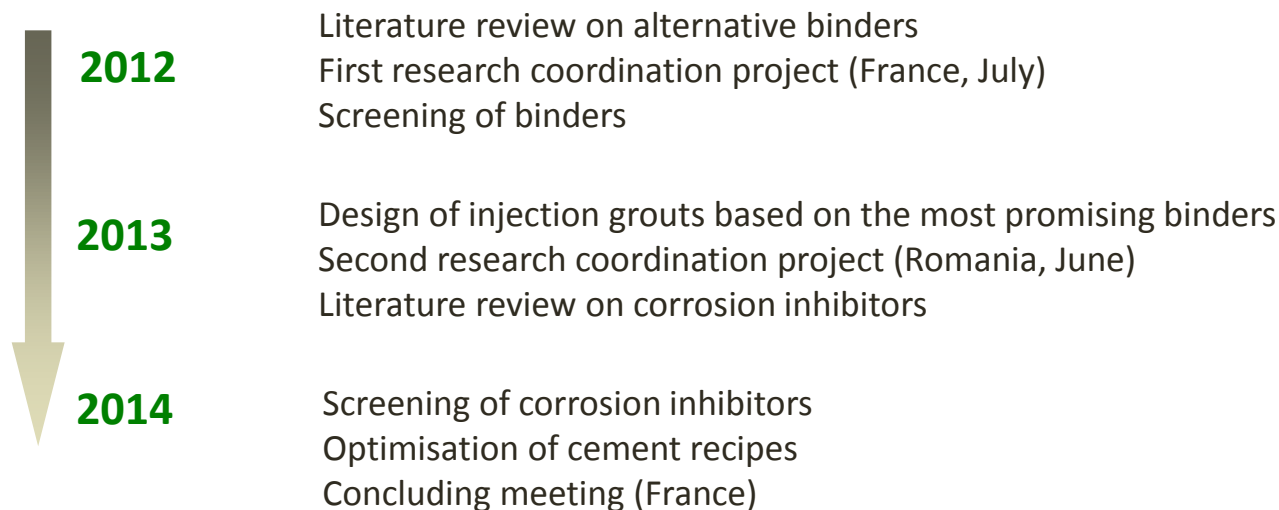 2012
Literature review on alternative binders
First research coordination project (France, July)
Screening of binders
2013
Design of injection grouts based on the most promising binders
Second research coordination project (Romania, June)
Literature review on corrosion inhibitors
2014
Screening of corrosion inhibitors
Optimisation of cement recipes
Concluding meeting (France)